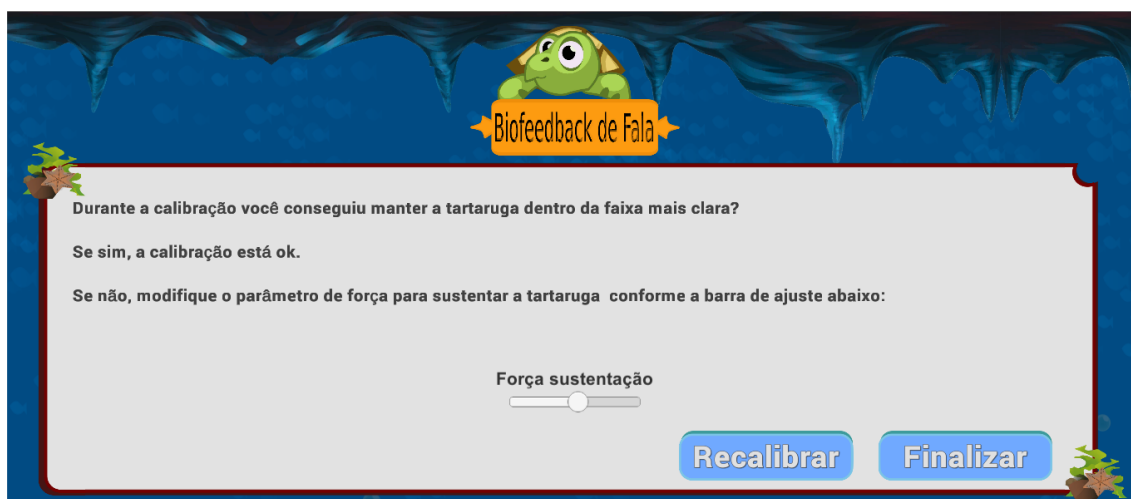 Biofeedback de Fala
Durante a calibração você conseguiu manter a tartaruga dentro da faixa mais clara?
Se sim, a calibração está ok.
Se não, modifique o parâmetro de força para sustentar a tartaruga conforme a barra de ajuste abaixo:
Força sustentação
Recalibrar
Finalizar